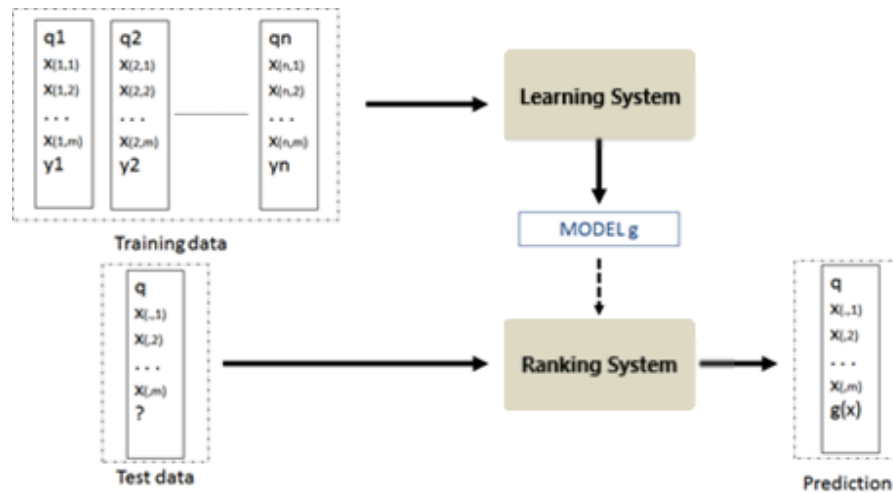 q1
x(1,1)
x(1,2)
...
x(1,m)
y1
q2
x(2,1)
x(2,2)
...
x(2,m)
y2
qn
x(n,1)
x(n,2)
...
x(n,m)
yn
Training data
Learning System
MODEL g
q
x(.,1)
x(,2)
...
x(,m)
?
Test data
Ranking System
q
x(.,1)
x(,2)
...
x(,m)
g(x)
Prediction